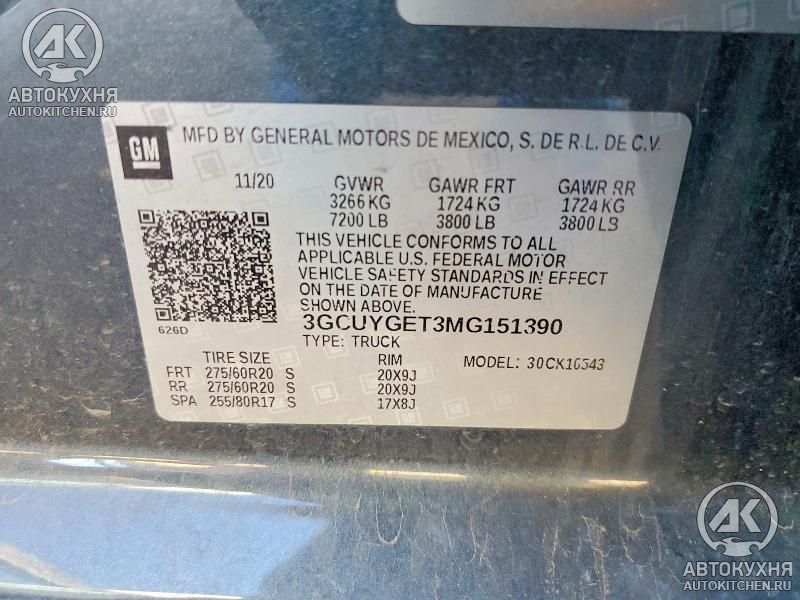 AK
АВТОКУХНЯ
AUTOKITCHEN.RU
GM
MFD BY GENERAL MOTORS DE MEXICO, S. DE R.L. DE C.V.
11/20 GVWR GAWR FRT GAWR RR
3266 KG 1724 KG 1724 KG
7200 LB 3800 LB 3800 LB
THIS VEHICLE CONFORMS TO ALL
APPLICABLE U.S. FEDERAL MOTOR
VEHICLE SAFETY STANDARDS IN EFFECT
ON THE DATE OF MANUFACTURE
SHOWN ABOVE.
626D
3GCUYGET3MG151390
TYPE: TRUCK
TIRE SIZE RIM MODEL: 30CK10543
FRT 275/60R20 S 20X9J
RR 275/60R20 S 20X9J
SPA 255/80R17 S 17X8J
AK
АВТОКУХНЯ
AUTOKITCHEN.RU